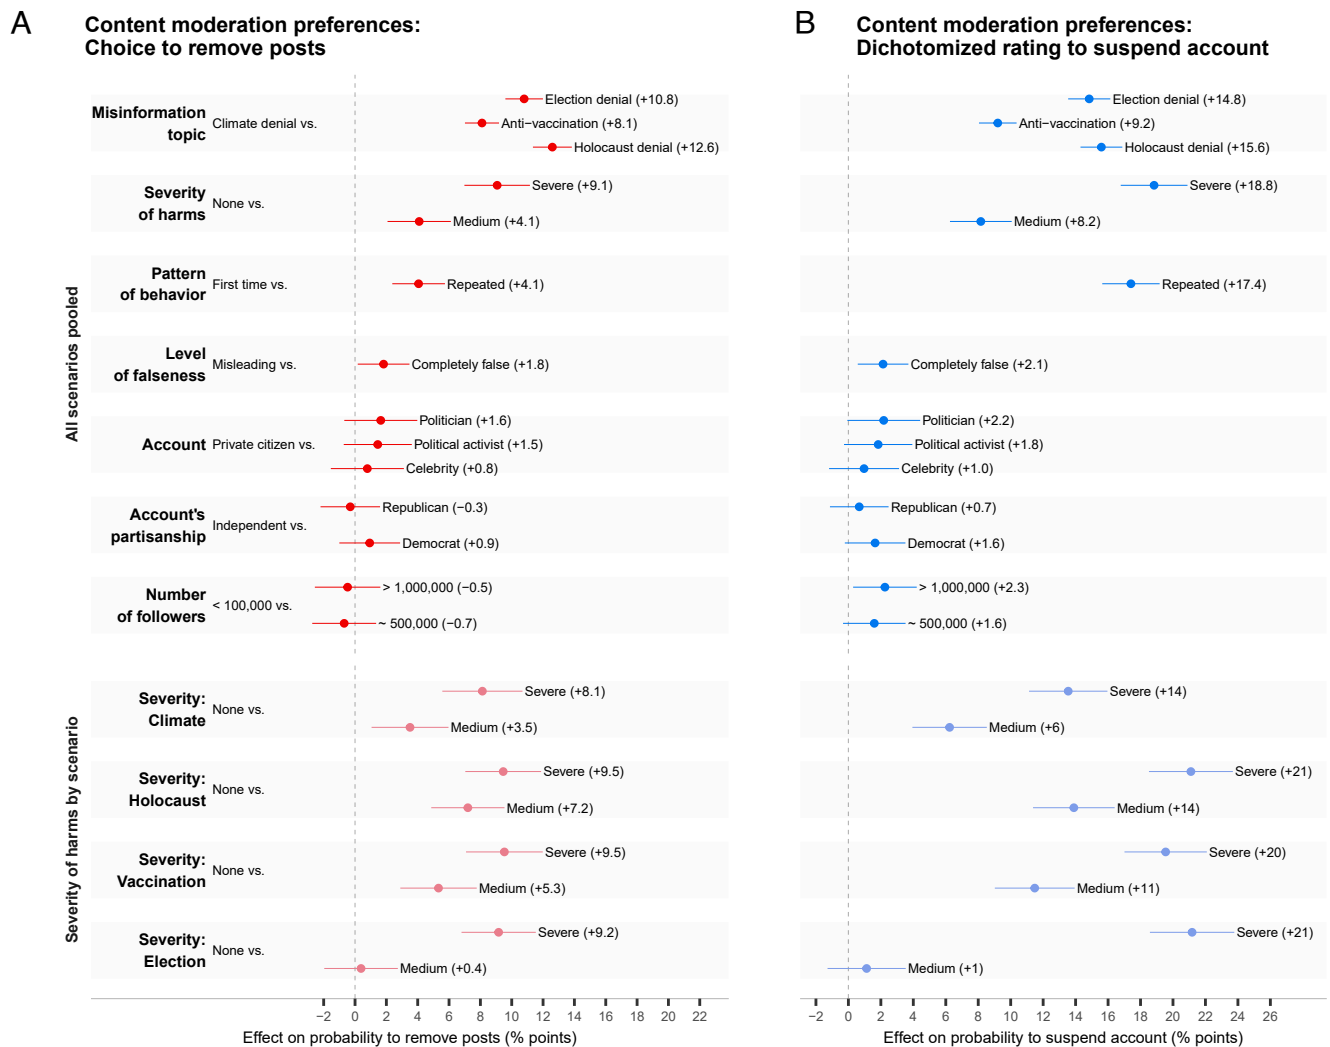 A
Content moderation preferences:
Choice to remove posts
All scenarios pooled
Misinformation
topic
Climate denial vs.
Election denial (+10.8)
Anti−vaccination (+8.1)
Holocaust denial (+12.6)
Severity
of harms
None vs.
Severe (+9.1)
Medium (+4.1)
Pattern
of behavior
First time vs.
Repeated (+4.1)
Level
of falseness
Misleading vs.
Completely false (+1.8)
Account
Private citizen vs.
Politician (+1.6)
Political activist (+1.5)
Celebrity (+0.8)
Account's
partisanship
Independent vs.
Republican (−0.3)
Democrat (+0.9)
Number
of followers
< 100,000 vs.
> 1,000,000 (−0.5)
~ 500,000 (−0.7)
Severity of harms by scenario
Severity:
Climate
None vs.
Severe (+8.1)
Medium (+3.5)
Severity:
Holocaust
None vs.
Severe (+9.5)
Medium (+7.2)
Severity:
Vaccination
None vs.
Severe (+9.5)
Medium (+5.3)
Severity:
Election
None vs.
Severe (+9.2)
Medium (+0.4)
−2 0 2 4 6 8 10 12 14 16 18 20 22
Effect on probability to remove posts (% points)
B
Content moderation preferences:
Dichotomized rating to suspend account
Election denial (+14.8)
Anti−vaccination (+9.2)
Holocaust denial (+15.6)
Severe (+18.8)
Medium (+8.2)
Repeated (+17.4)
Completely false (+2.1)
Politician (+2.2)
Political activist (+1.8)
Celebrity (+1.0)
Republican (+0.7)
Democrat (+1.6)
> 1,000,000 (+2.3)
~ 500,000 (+1.6)
Severe (+14)
Medium (+6)
Severe (+21)
Medium (+14)
Severe (+20)
Medium (+11)
Severe (+21)
Medium (+1)
−2 0 2 4 6 8 10 12 14 16 18 20 22 24 26
Effect on probability to suspend account (% points)